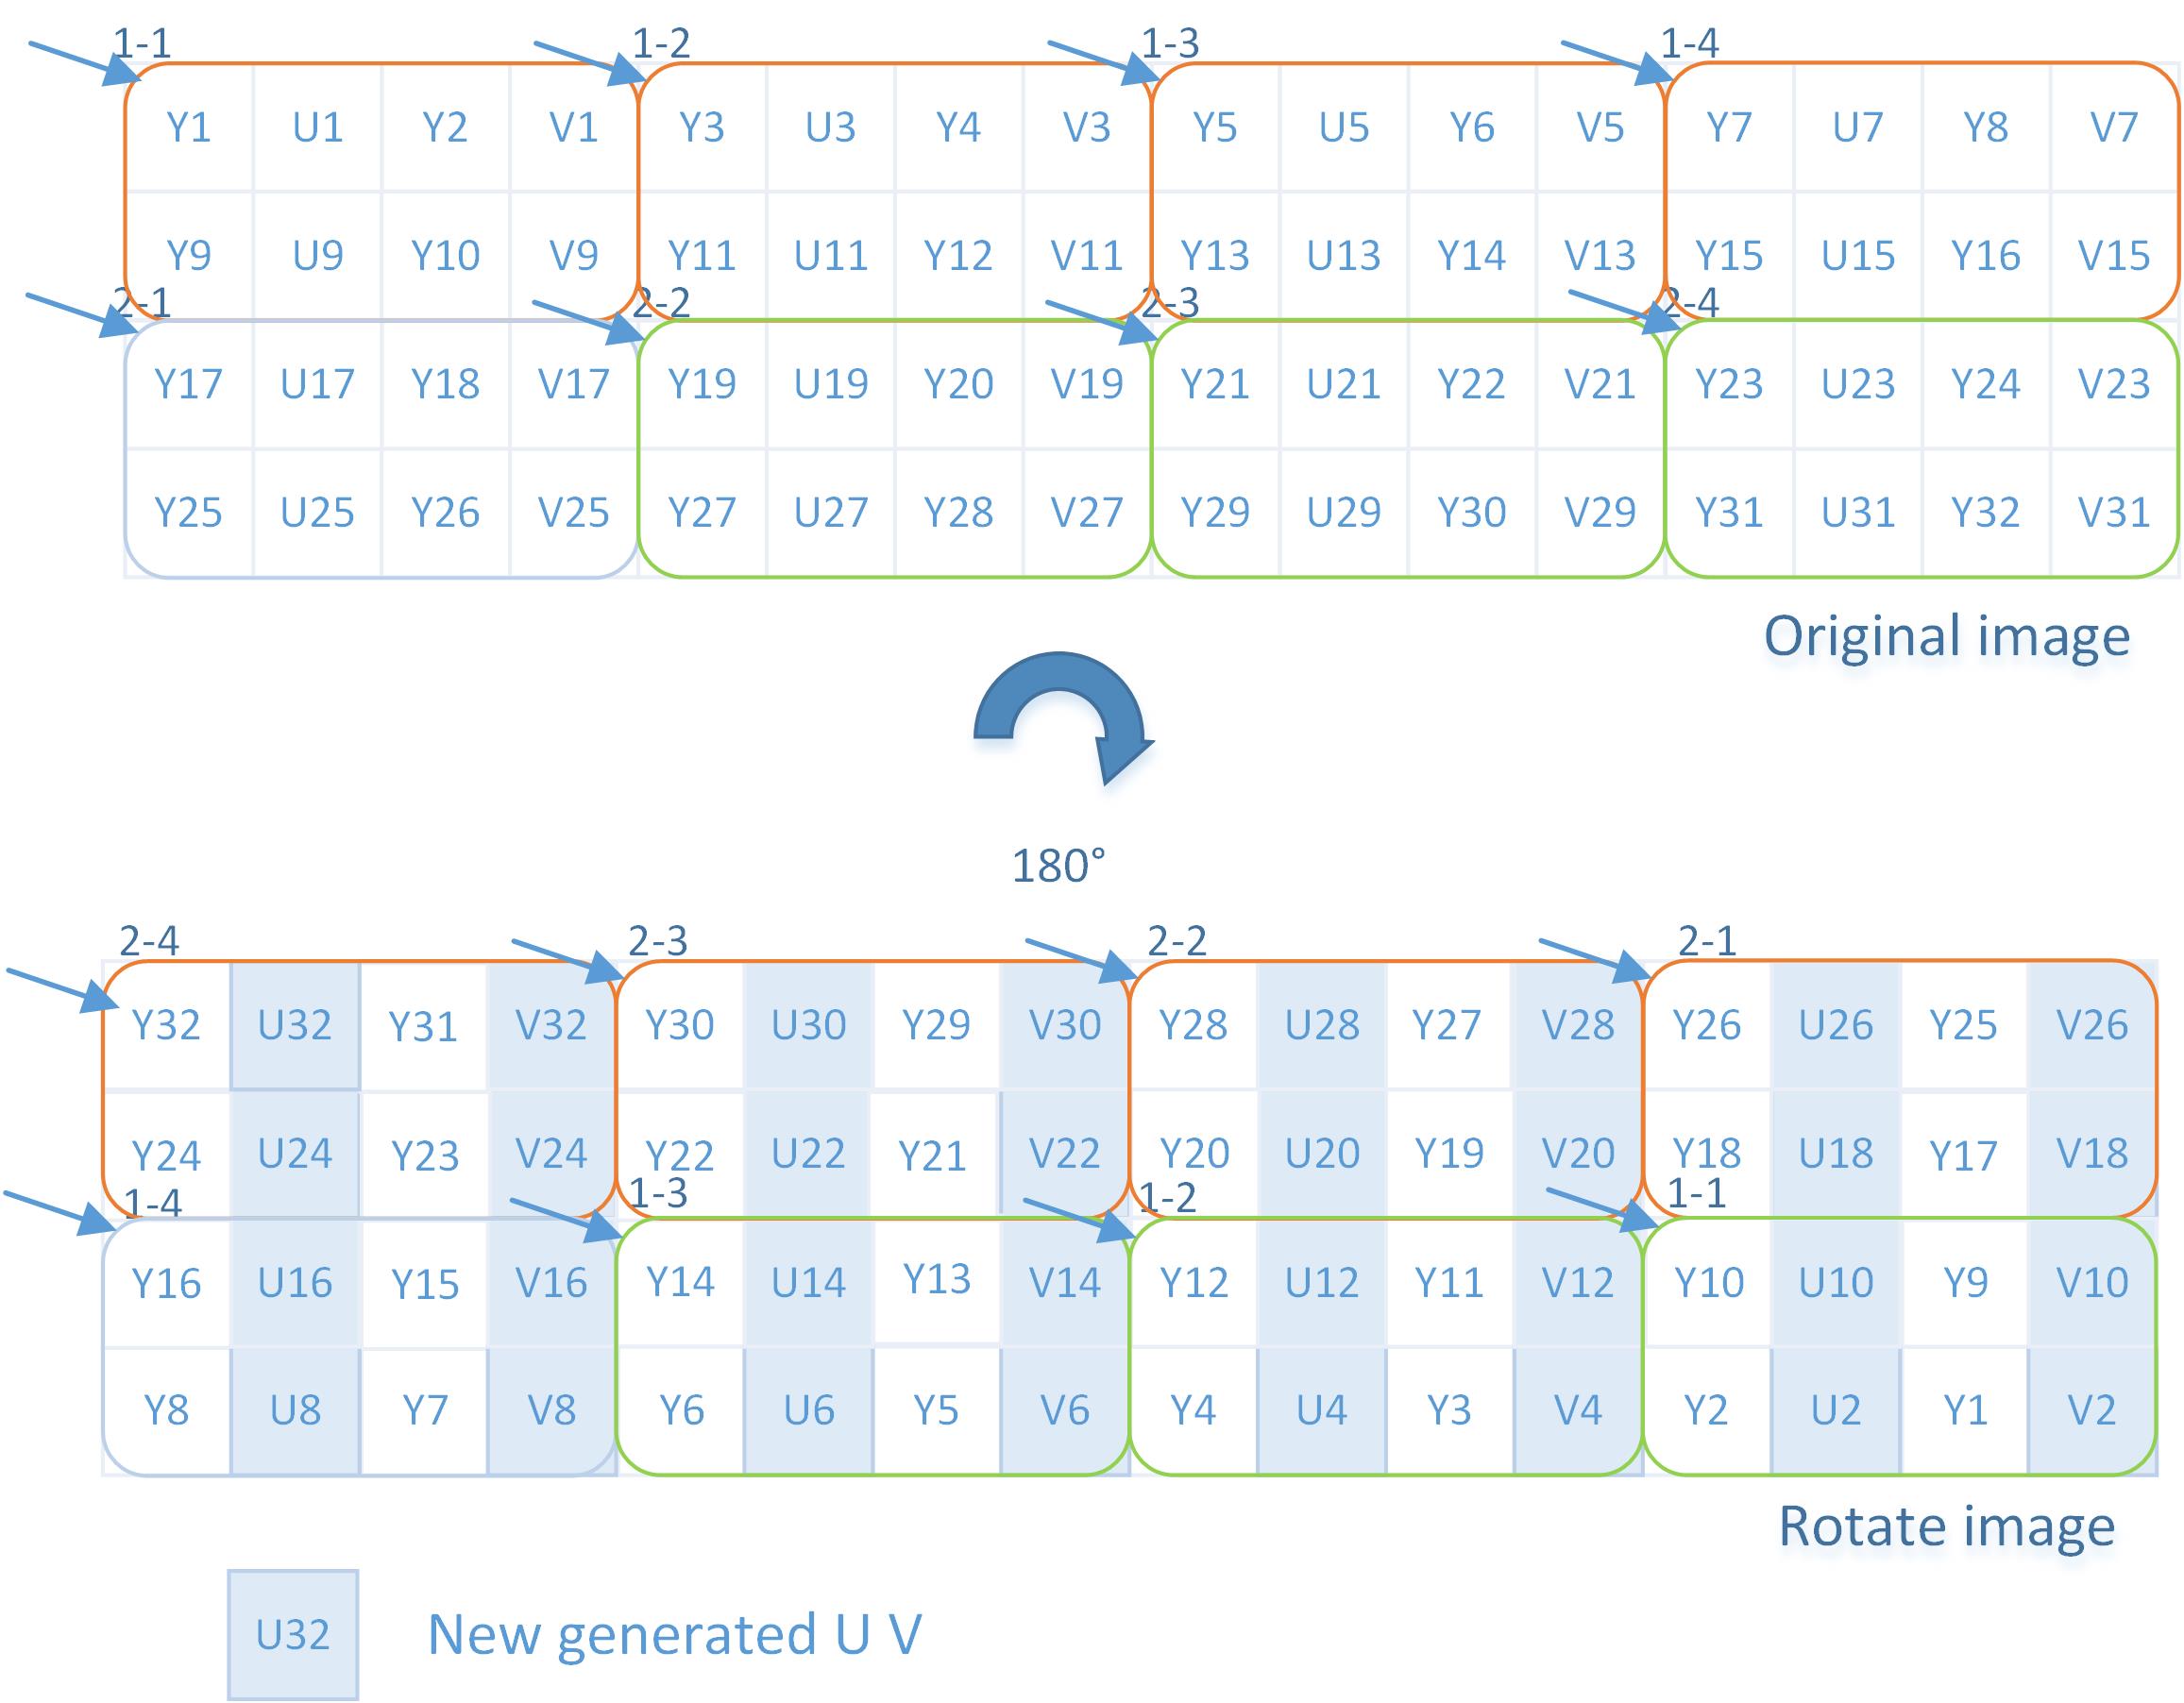 1-1 1-2 1-3 1-4
Y1 U1 Y2 V1 Y3 U3 Y4 V3 Y5 U5 Y6 V5 Y7 U7 Y8 V7
Y9 U9 Y10 V9 Y11 U11 Y12 V11 Y13 U13 Y14 V13 Y15 U15 Y16 V15
2-1 2-2 2-3 2-4
Y17 U17 Y18 V17 Y19 U19 Y20 V19 Y21 U21 Y22 V21 Y23 U23 Y24 V23
Y25 U25 Y26 V25 Y27 U27 Y28 V27 Y29 U29 Y30 V29 Y31 U31 Y32 V31
Original image
180°
2-4 2-3 2-2 2-1
Y32 U32 Y31 V32 Y30 U30 Y29 V30 Y28 U28 Y27 V28 Y26 U26 Y25 V26
Y24 U24 Y23 V24 Y22 U22 Y21 V22 Y20 U20 Y19 V20 Y18 U18 Y17 V18
1-4 1-3 1-2 1-1
Y16 U16 Y15 V16 Y14 U14 Y13 V14 Y12 U12 Y11 V12 Y10 U10 Y9 V10
Y8 U8 Y7 V8 Y6 U6 Y5 V6 Y4 U4 Y3 V4 Y2 U2 Y1 V2
Rotate image
U32 New generated U V